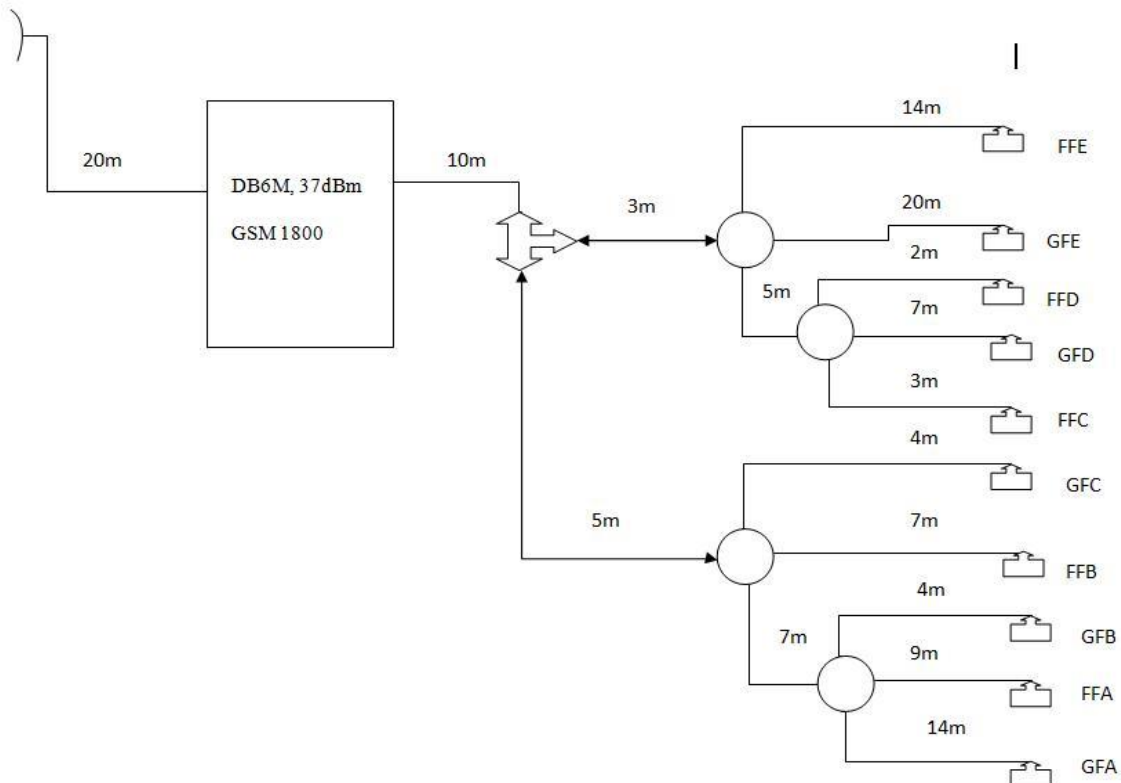 14m
FFE
20m
10m
DB6M, 37dBm
GSM 1800
3m
20m
GFE
2m
5m
FFD
7m
GFD
3m
FFC
4m
GFC
5m
7m
FFB
4m
7m
GFB
9m
FFA
14m
GFA